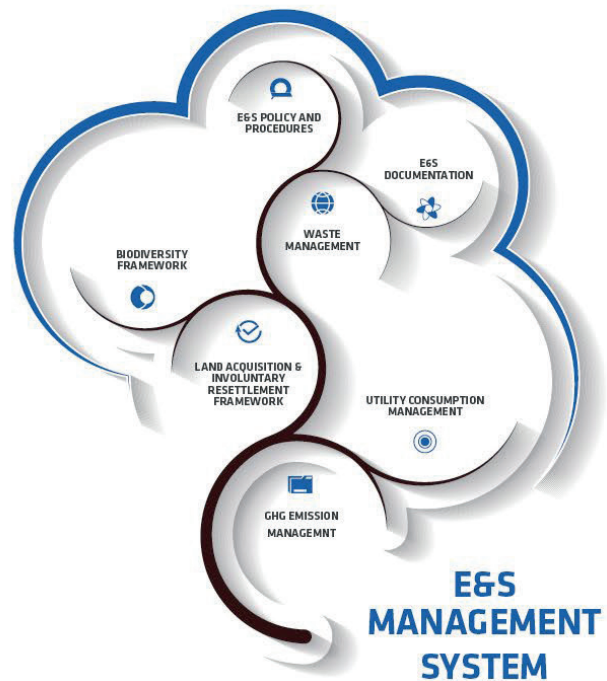 E&S POLICY AND
PROCEDURES
E&S
DOCUMENTATION
WASTE
MANAGEMENT
BIODIVERSITY
FRAMEWORK
LAND ACQUISITION &
INVOLUNTARY
RESETTLEMENT
FRAMEWORK
UTILITY CONSUMPTION
MANAGEMENT
GHG EMISSION
MANAGEMNT
E&S
MANAGEMENT
SYSTEM